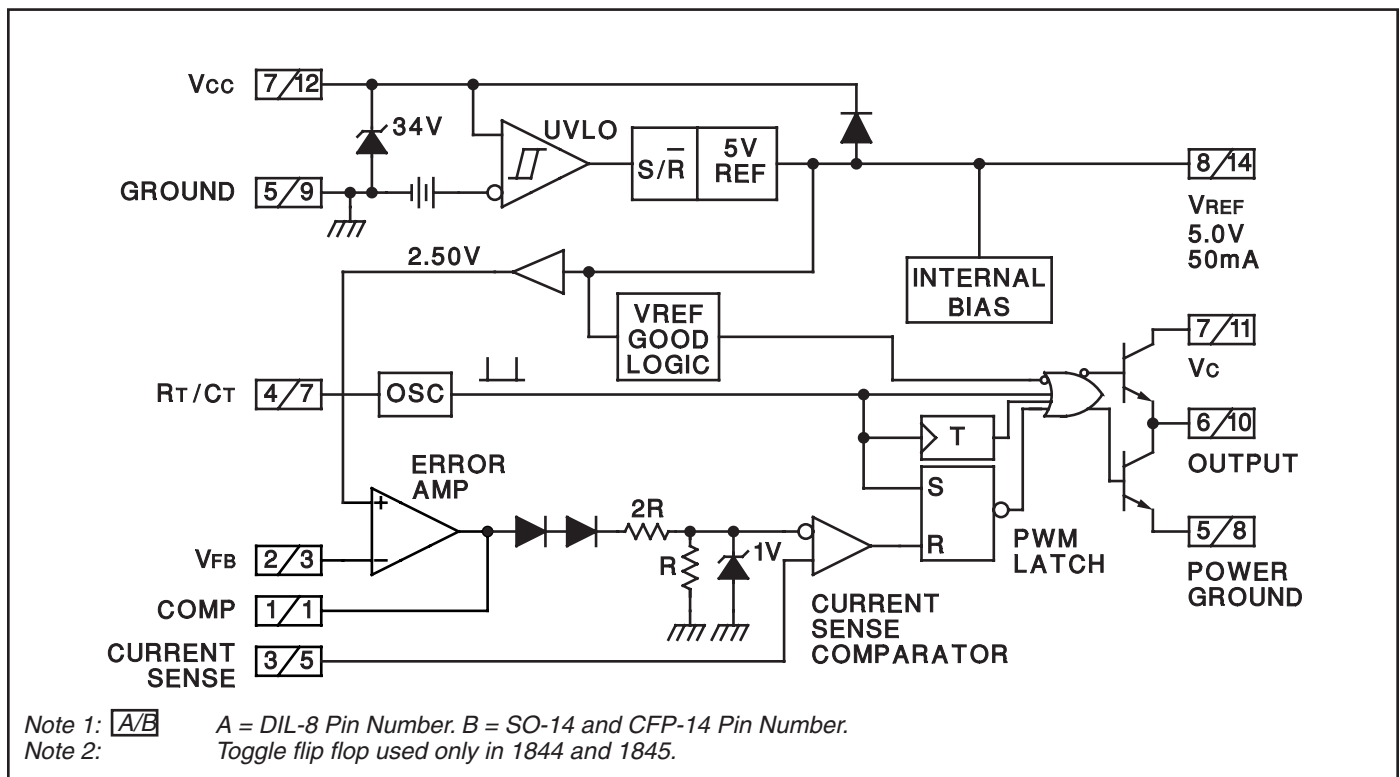 VCC 7/12
34V
UVLO
S/R̅
5V
REF
GROUND 5/9
8/14
VREF
5.0V
50mA
2.50V
INTERNAL
BIAS
VREF
GOOD
LOGIC
7/11
VC
RT/CT 4/7
OSC
T
6/10
OUTPUT
ERROR
AMP
+
−
2R
R
1V
S
R
PWM
LATCH
VFB 2/3
5/8
POWER
GROUND
COMP 1/1
CURRENT
SENSE
COMPARATOR
CURRENT
SENSE
3/5
Note 1: A/B A = DIL-8 Pin Number. B = SO-14 and CFP-14 Pin Number.
Note 2: Toggle flip flop used only in 1844 and 1845.